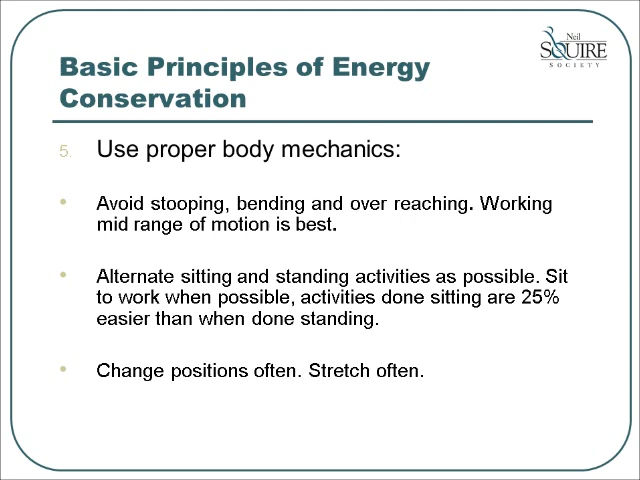 Neil
SQUIRE
SOCIETY
Basic Principles of Energy
Conservation
5. Use proper body mechanics:
• Avoid stooping, bending and over reaching. Working
mid range of motion is best.
• Alternate sitting and standing activities as possible. Sit
to work when possible, activities done sitting are 25%
easier than when done standing.
• Change positions often. Stretch often.